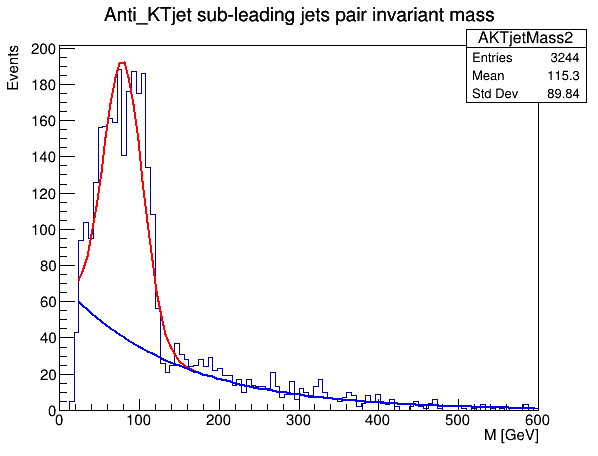 Anti_KTjet sub-leading jets pair invariant mass
AKTjetMass2
Entries 3244
Mean 115.3
Std Dev 89.84
Events
200
180
160
140
120
100
80
60
40
20
0
0 100 200 300 400 500 600
M [GeV]